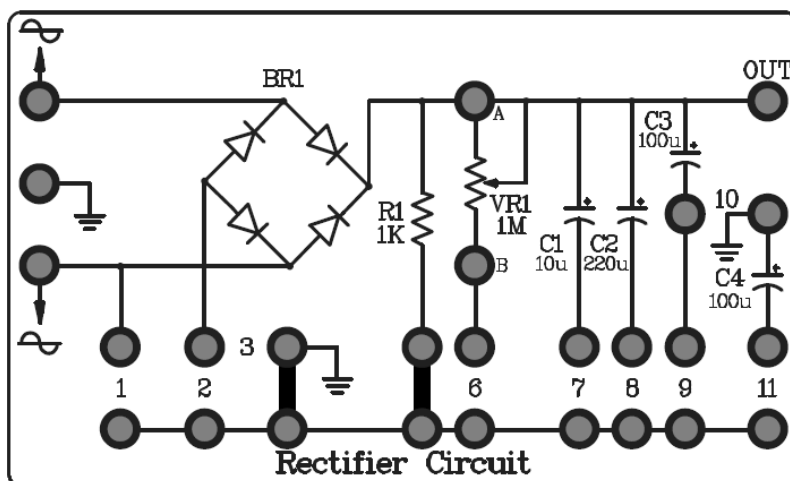 BR1
OUT
A
C3
100u
R1
1K
VR1
1M
B
C1
10u
C2
220u
10
C4
100u
3
1
2
6
7
8
9
11
Rectifier Circuit